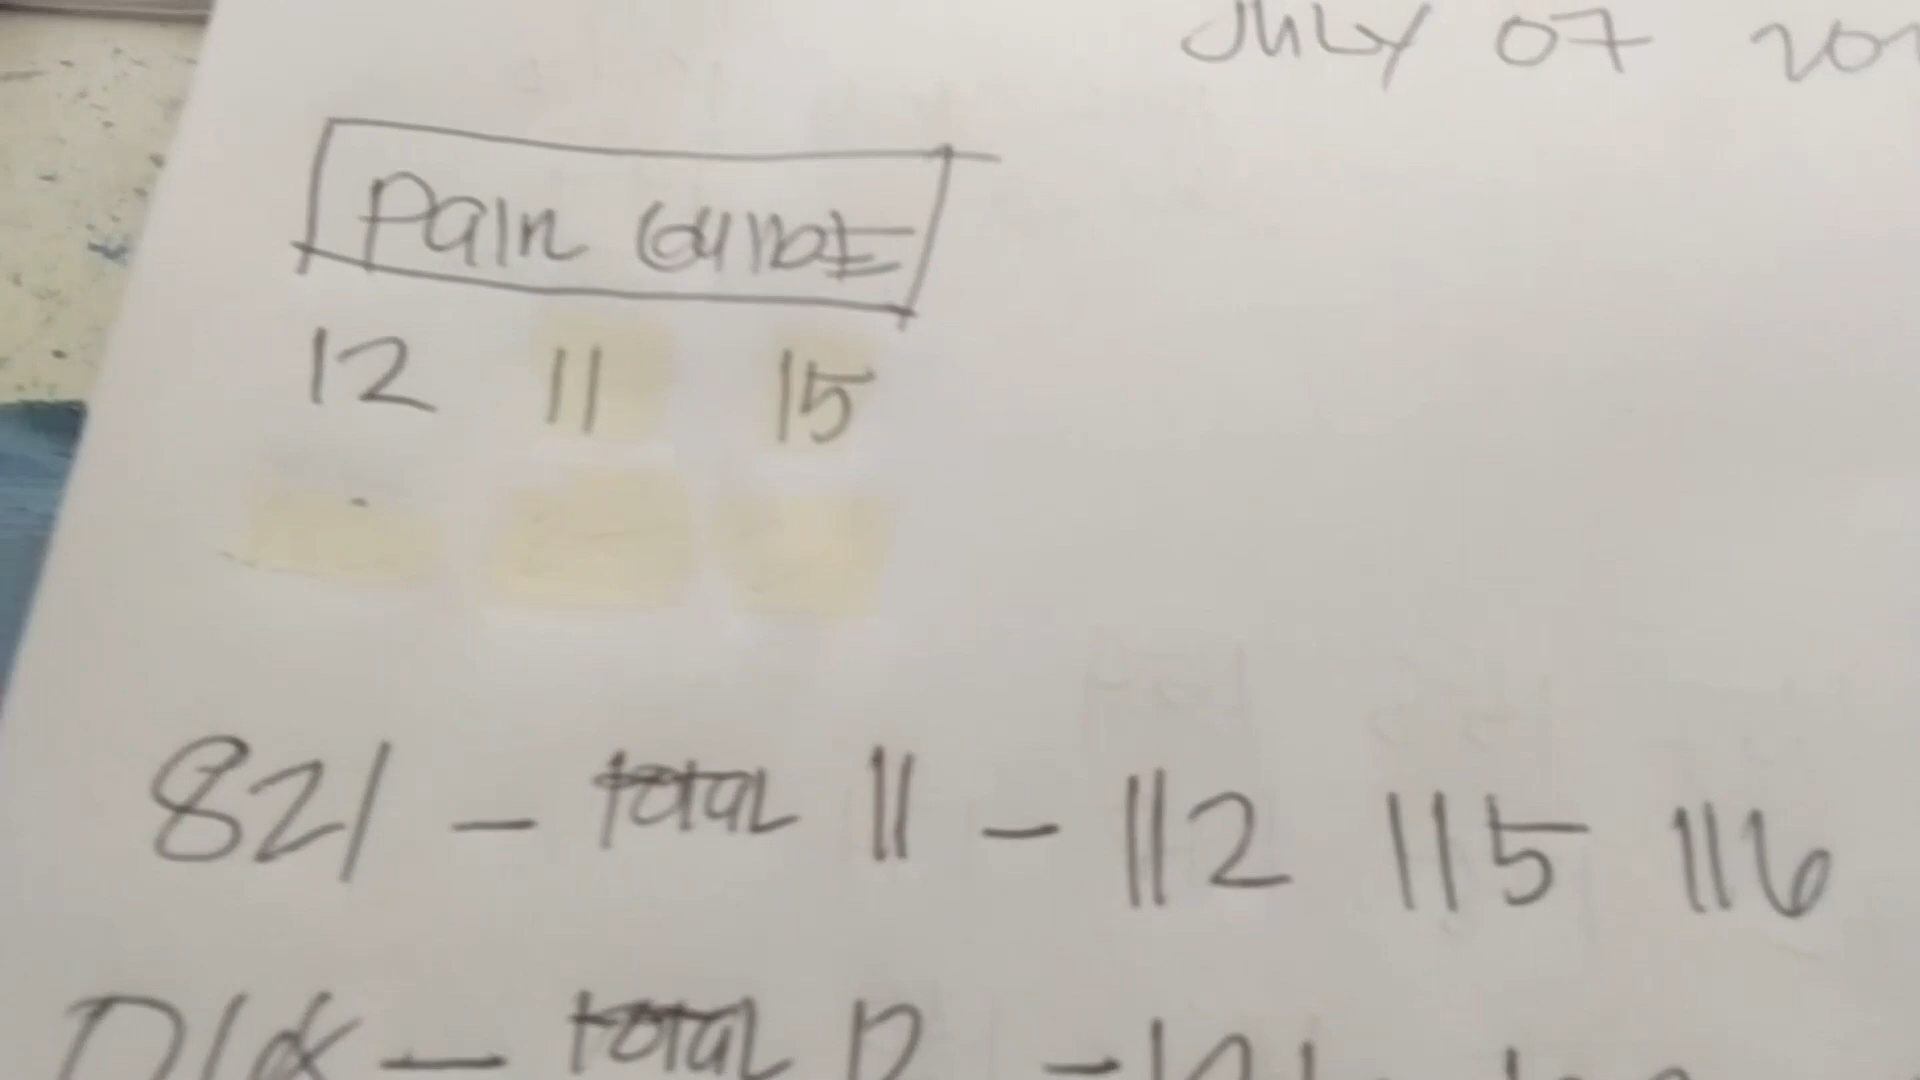 JULY 07
Pain GUIDE
12 11 15
821 - total 11 - 112 115 116
total